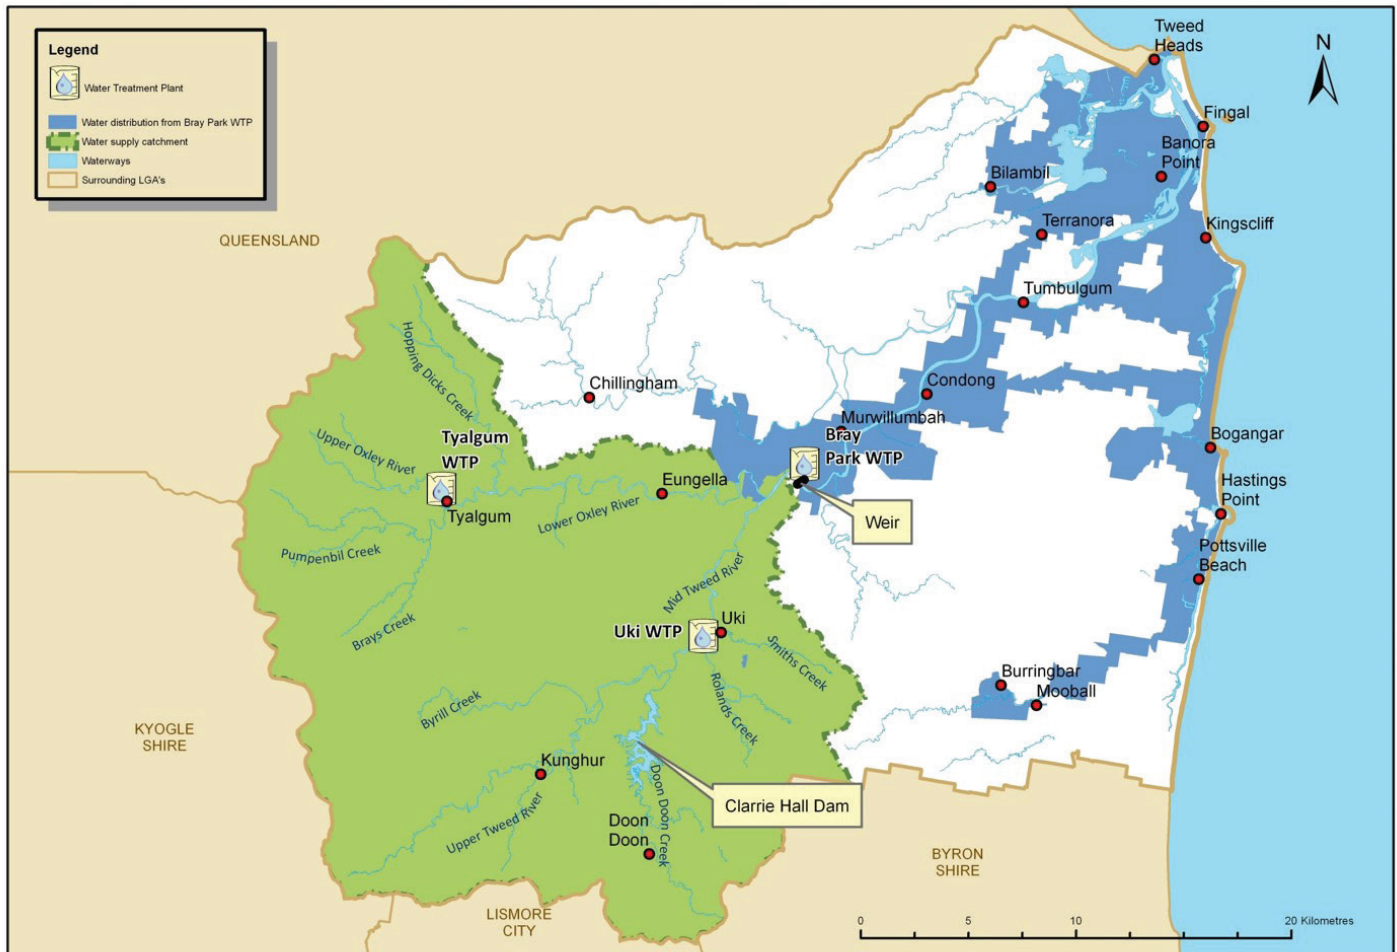 Legend
Water Treatment Plant
Water distribution from Bray Park WTP
Water supply catchment
Waterways
Surrounding LGA's
N
Tweed
Heads
Fingal
Banora
Point
Bilambil
Terranora
Kingscliff
QUEENSLAND
Tumbulgum
Hopping Dicks Creek
Chillingham
Condong
Murwillumbah
Bray
Park WTP
Upper Oxley River
Tyalgum
WTP
Bogangar
Eungella
Hastings
Point
Tyalgum
Lower Oxley River
Weir
Pumpenbil Creek
Pottsville
Beach
Mid Tweed River
Brays Creek
Uki WTP
Uki
Smiths Creek
Rolands Creek
Burringbar
Mooball
Byrill Creek
KYOGLE
SHIRE
Kunghur
Doon Doon Creek
Clarrie Hall Dam
Upper Tweed River
Doon
Doon
BYRON
SHIRE
LISMORE
CITY
0 5 10 20 Kilometres